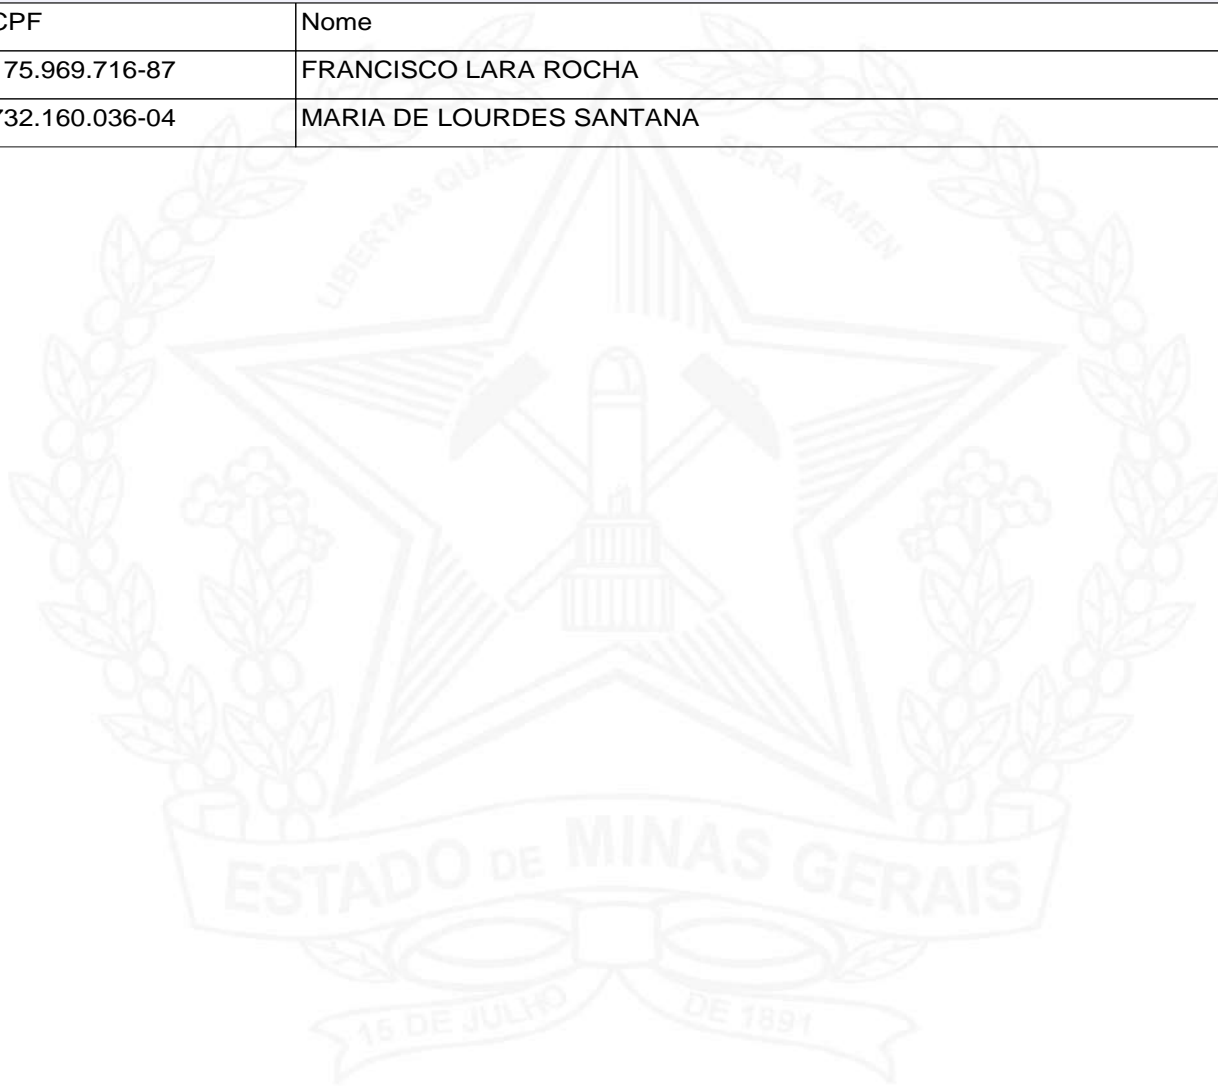 CPF Nome
75.969.716-87 FRANCISCO LARA ROCHA
732.160.036-04 MARIA DE LOURDES SANTANA
LIBERTAS QUAE SERA TAMEN
ESTADO DE MINAS GERAIS
15 DE JULHO DE 1891